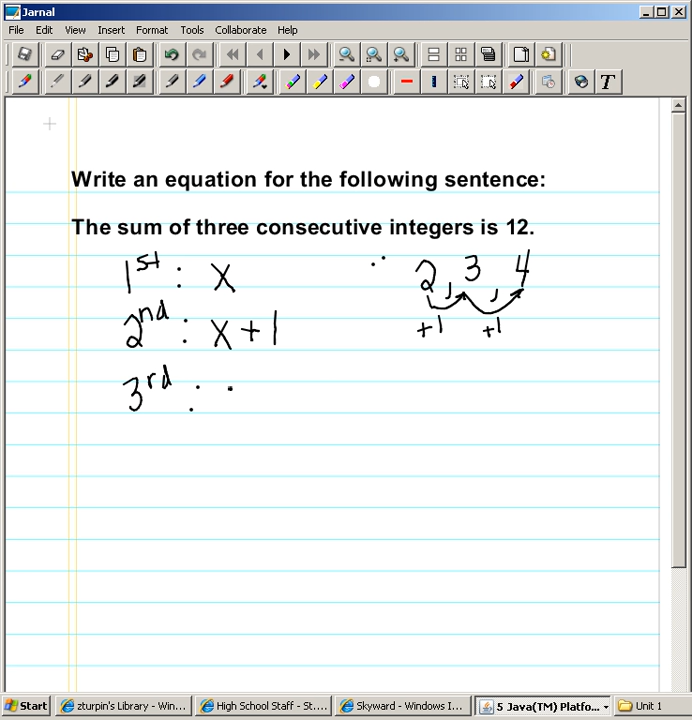 Jarnal
File Edit View Insert Format Tools Collaborate Help
T
Write an equation for the following sentence:
The sum of three consecutive integers is 12.
1st : x
2, 3, 4
+1 +1
2nd : x + 1
3rd :
Start zturpin's Library - Win... High School Staff - St.... Skyward - Windows I... 5 Java(TM) Platfo... Unit 1